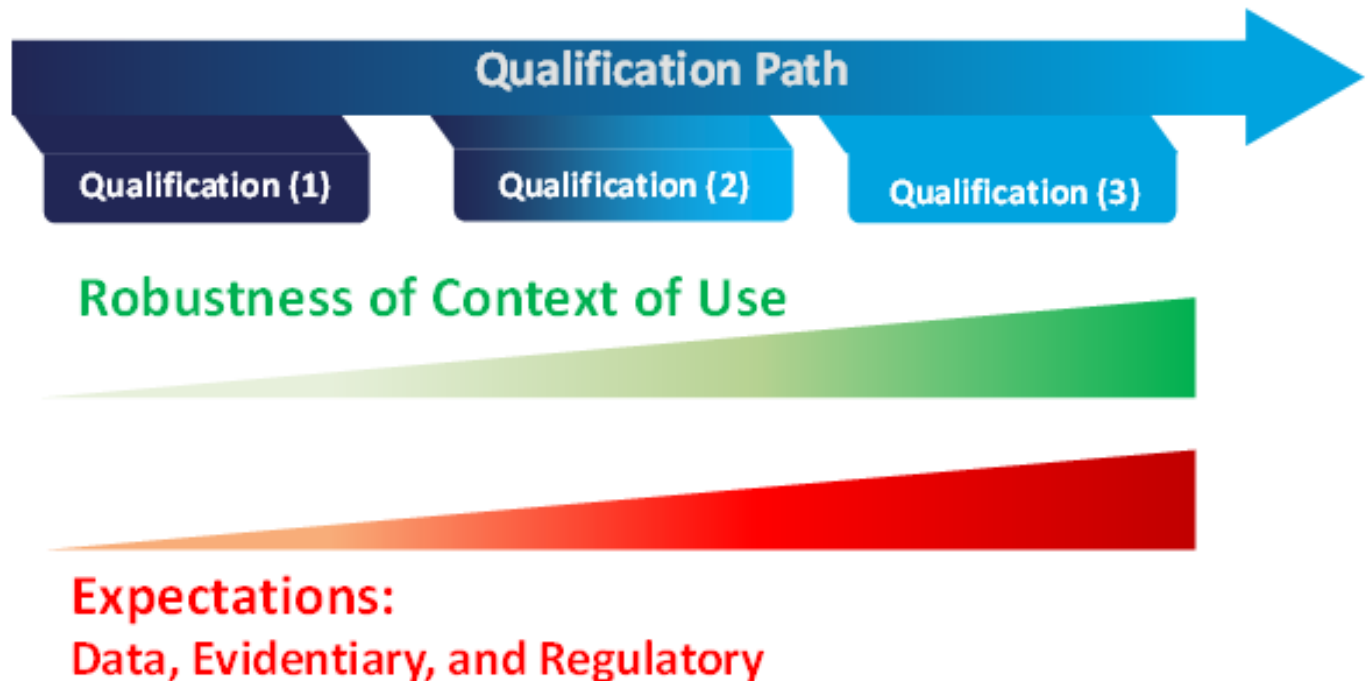 Qualification Path
Qualification (1)
Qualification (2)
Qualification (3)
Robustness of Context of Use
Expectations:
Data, Evidentiary, and Regulatory